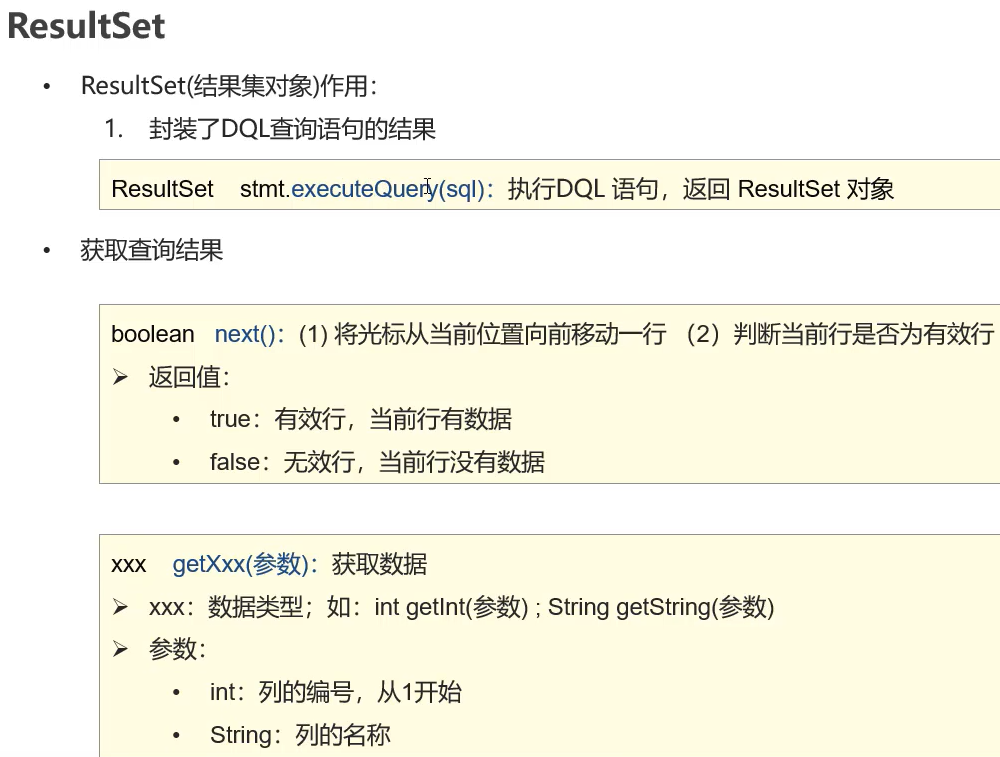 ResultSet
• ResultSet(结果集对象)作用：
1. 封装了DQL查询语句的结果
ResultSet stmt.executeQuery(sql)：执行DQL 语句，返回 ResultSet 对象
• 获取查询结果
boolean next()：(1) 将光标从当前位置向前移动一行 （2）判断当前行是否为有效行
➢ 返回值：
• true：有效行，当前行有数据
• false：无效行，当前行没有数据
xxx getXxx(参数)：获取数据
➢ xxx：数据类型；如：int getInt(参数) ; String getString(参数)
➢ 参数：
• int：列的编号，从1开始
• String：列的名称